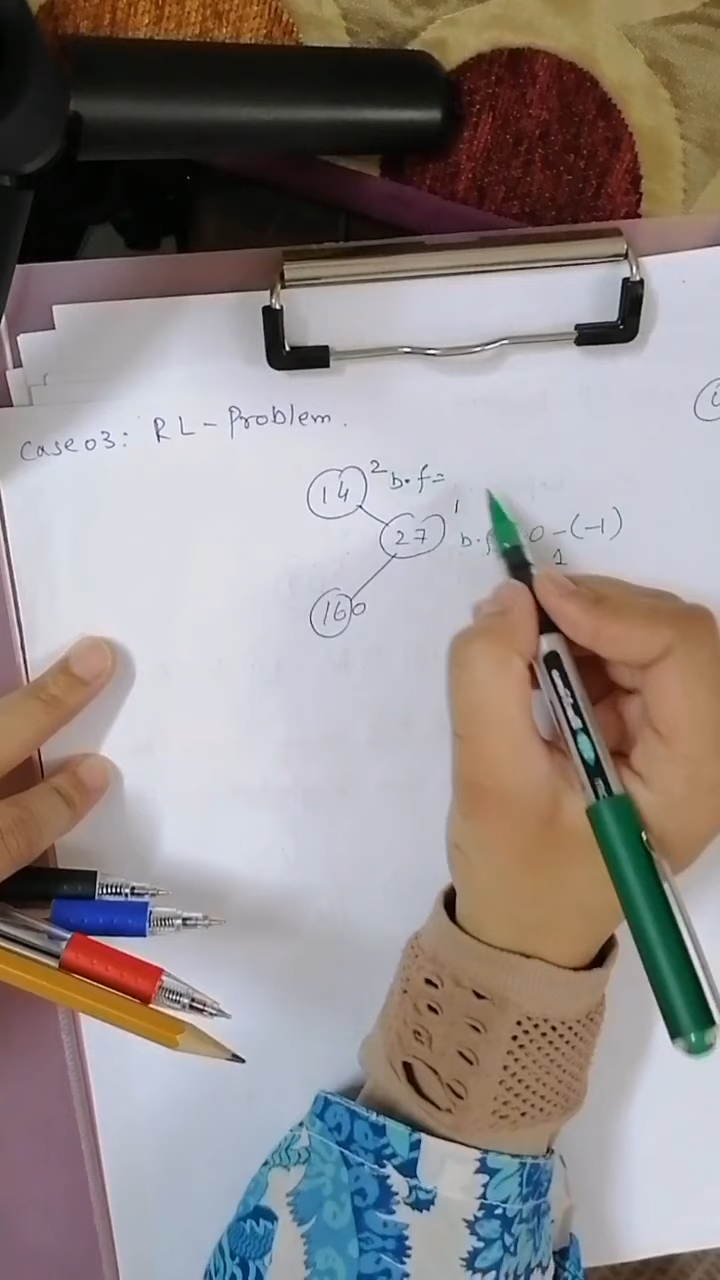 Case 03: RL-Problem.
14 2 b.f=
27 1 b.f 0-(-1)
1
16 0